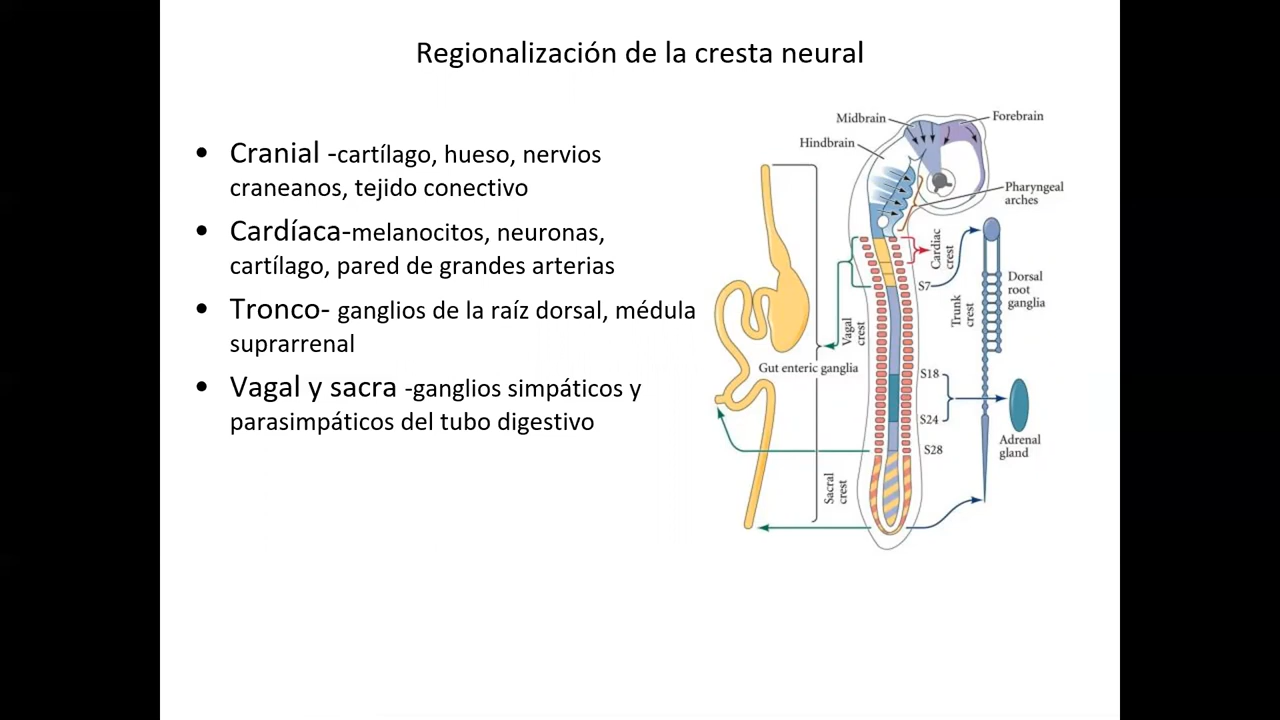 Regionalización de la cresta neural
• Cranial -cartílago, hueso, nervios
craneanos, tejido conectivo
• Cardíaca-melanocitos, neuronas,
cartílago, pared de grandes arterias
• Tronco- ganglios de la raíz dorsal, médula
suprarrenal
• Vagal y sacra -ganglios simpáticos y
parasimpáticos del tubo digestivo
Midbrain
Forebrain
Hindbrain
Pharyngeal
arches
Cardiac
crest
S7
Dorsal
root
ganglia
Trunk
crest
Vagal
crest
Gut enteric ganglia
S18
S24
Adrenal
gland
S28
Sacral
crest